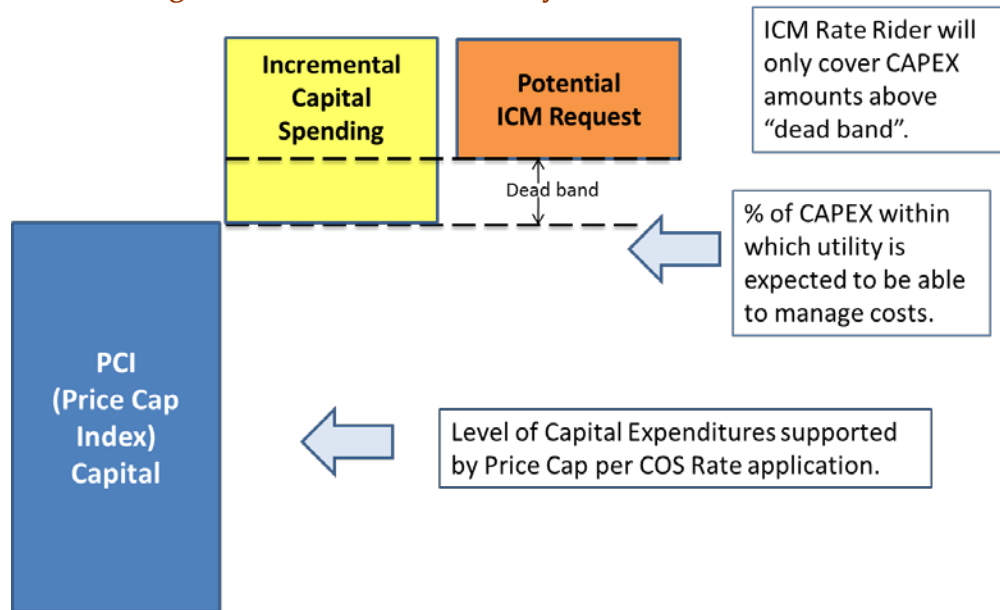 Incremental
Capital
Spending
Potential
ICM Request
ICM Rate Rider will
only cover CAPEX
amounts above
“dead band”.
Dead band
% of CAPEX within
which utility is
expected to be able
to manage costs.
PCI
(Price Cap
Index)
Capital
Level of Capital Expenditures supported
by Price Cap per COS Rate application.